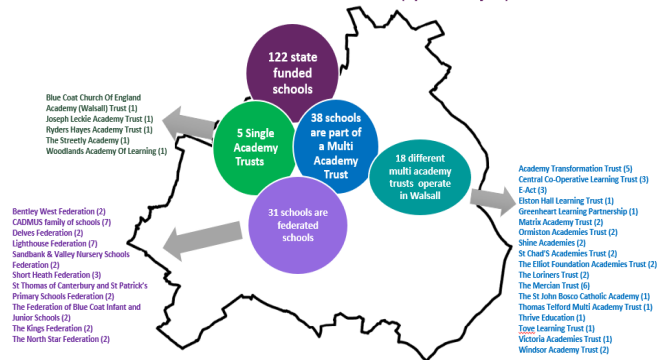 122 state
funded
schools
Blue Coat Church Of England
Academy (Walsall) Trust (1)
Joseph Leckie Academy Trust (1)
Ryders Hayes Academy Trust (1)
The Streetly Academy (1)
Woodlands Academy Of Learning (1)
5 Single
Academy
Trusts
38 schools
are part of
a Multi
Academy
Trust
18 different
multi academy
trusts operate
in Walsall
Academy Transformation Trust (5)
Central Co-Operative Learning Trust (3)
E-Act (3)
Elston Hall Learning Trust (1)
Greenheart Learning Partnership (1)
Matrix Academy Trust (2)
Ormiston Academies Trust (2)
Shine Academies (2)
St Chad'S Academies Trust (2)
The Elliot Foundation Academies Trust (2)
The Loriners Trust (2)
The Mercian Trust (6)
The St John Bosco Catholic Academy (1)
Thomas Telford Multi Academy Trust (1)
Thrive Education (1)
Tove Learning Trust (1)
Victoria Academies Trust (1)
Windsor Academy Trust (2)
31 schools are
federated
schools
Bentley West Federation (2)
CADMUS family of schools (7)
Delves Federation (2)
Lighthouse Federation (7)
Sandbank & Valley Nursery Schools
Federation (2)
Short Heath Federation (3)
St Thomas of Canterbury and St Patrick's
Primary Schools Federation (2)
The Federation of Blue Coat Infant and
Junior Schools (2)
The Kings Federation (2)
The North Star Federation (2)